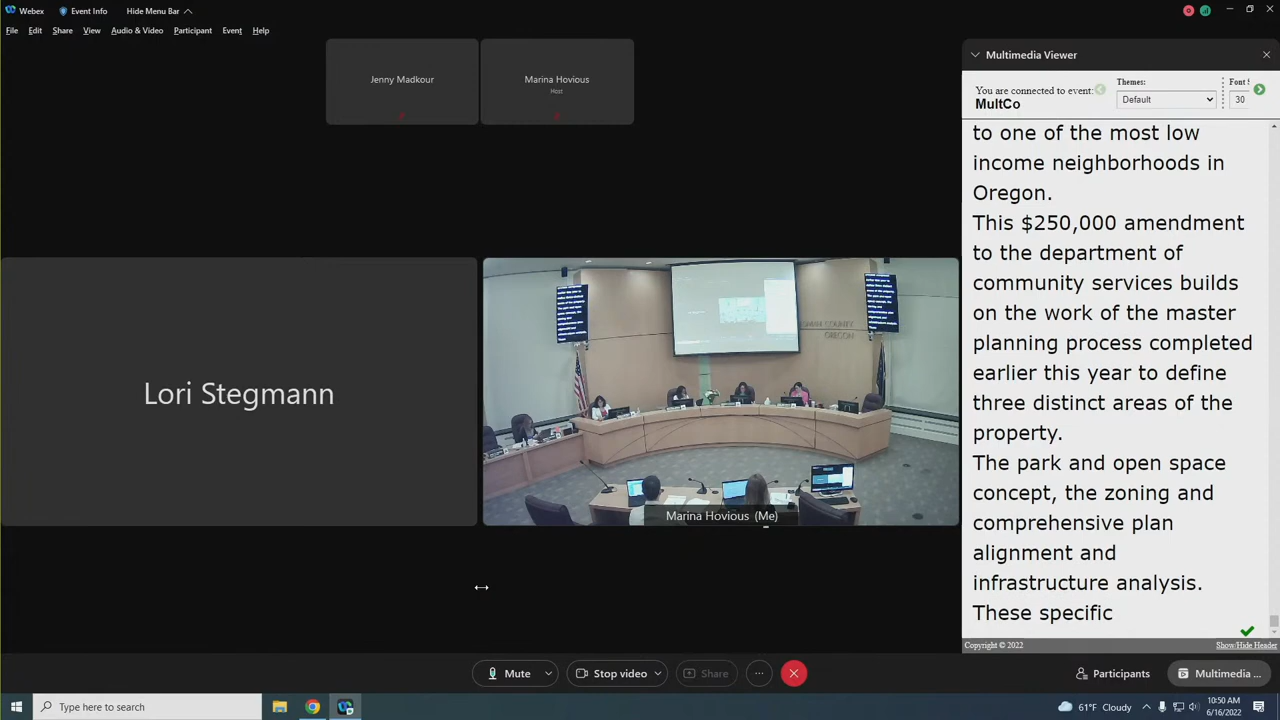 Webex
Event Info
Hide Menu Bar
File
Edit
Share
View
Audio & Video
Participant
Event
Help
Jenny Madkour
Marina Hovious
Host
Lori Stegmann
OREGON
Marina Hovious (Me)
Multimedia Viewer
You are connected to event:
MultCo
Themes:
Default
Font S
30
to one of the most low
income neighborhoods in
Oregon.
This $250,000 amendment
to the department of
community services builds
on the work of the master
planning process completed
earlier this year to define
three distinct areas of the
property.
The park and open space
concept, the zoning and
comprehensive plan
alignment and
infrastructure analysis.
These specific
Copyright © 2022
Show/Hide Header
Mute
Stop video
Share
Participants
Multimedia ...
Type here to search
61°F Cloudy
10:50 AM
6/16/2022